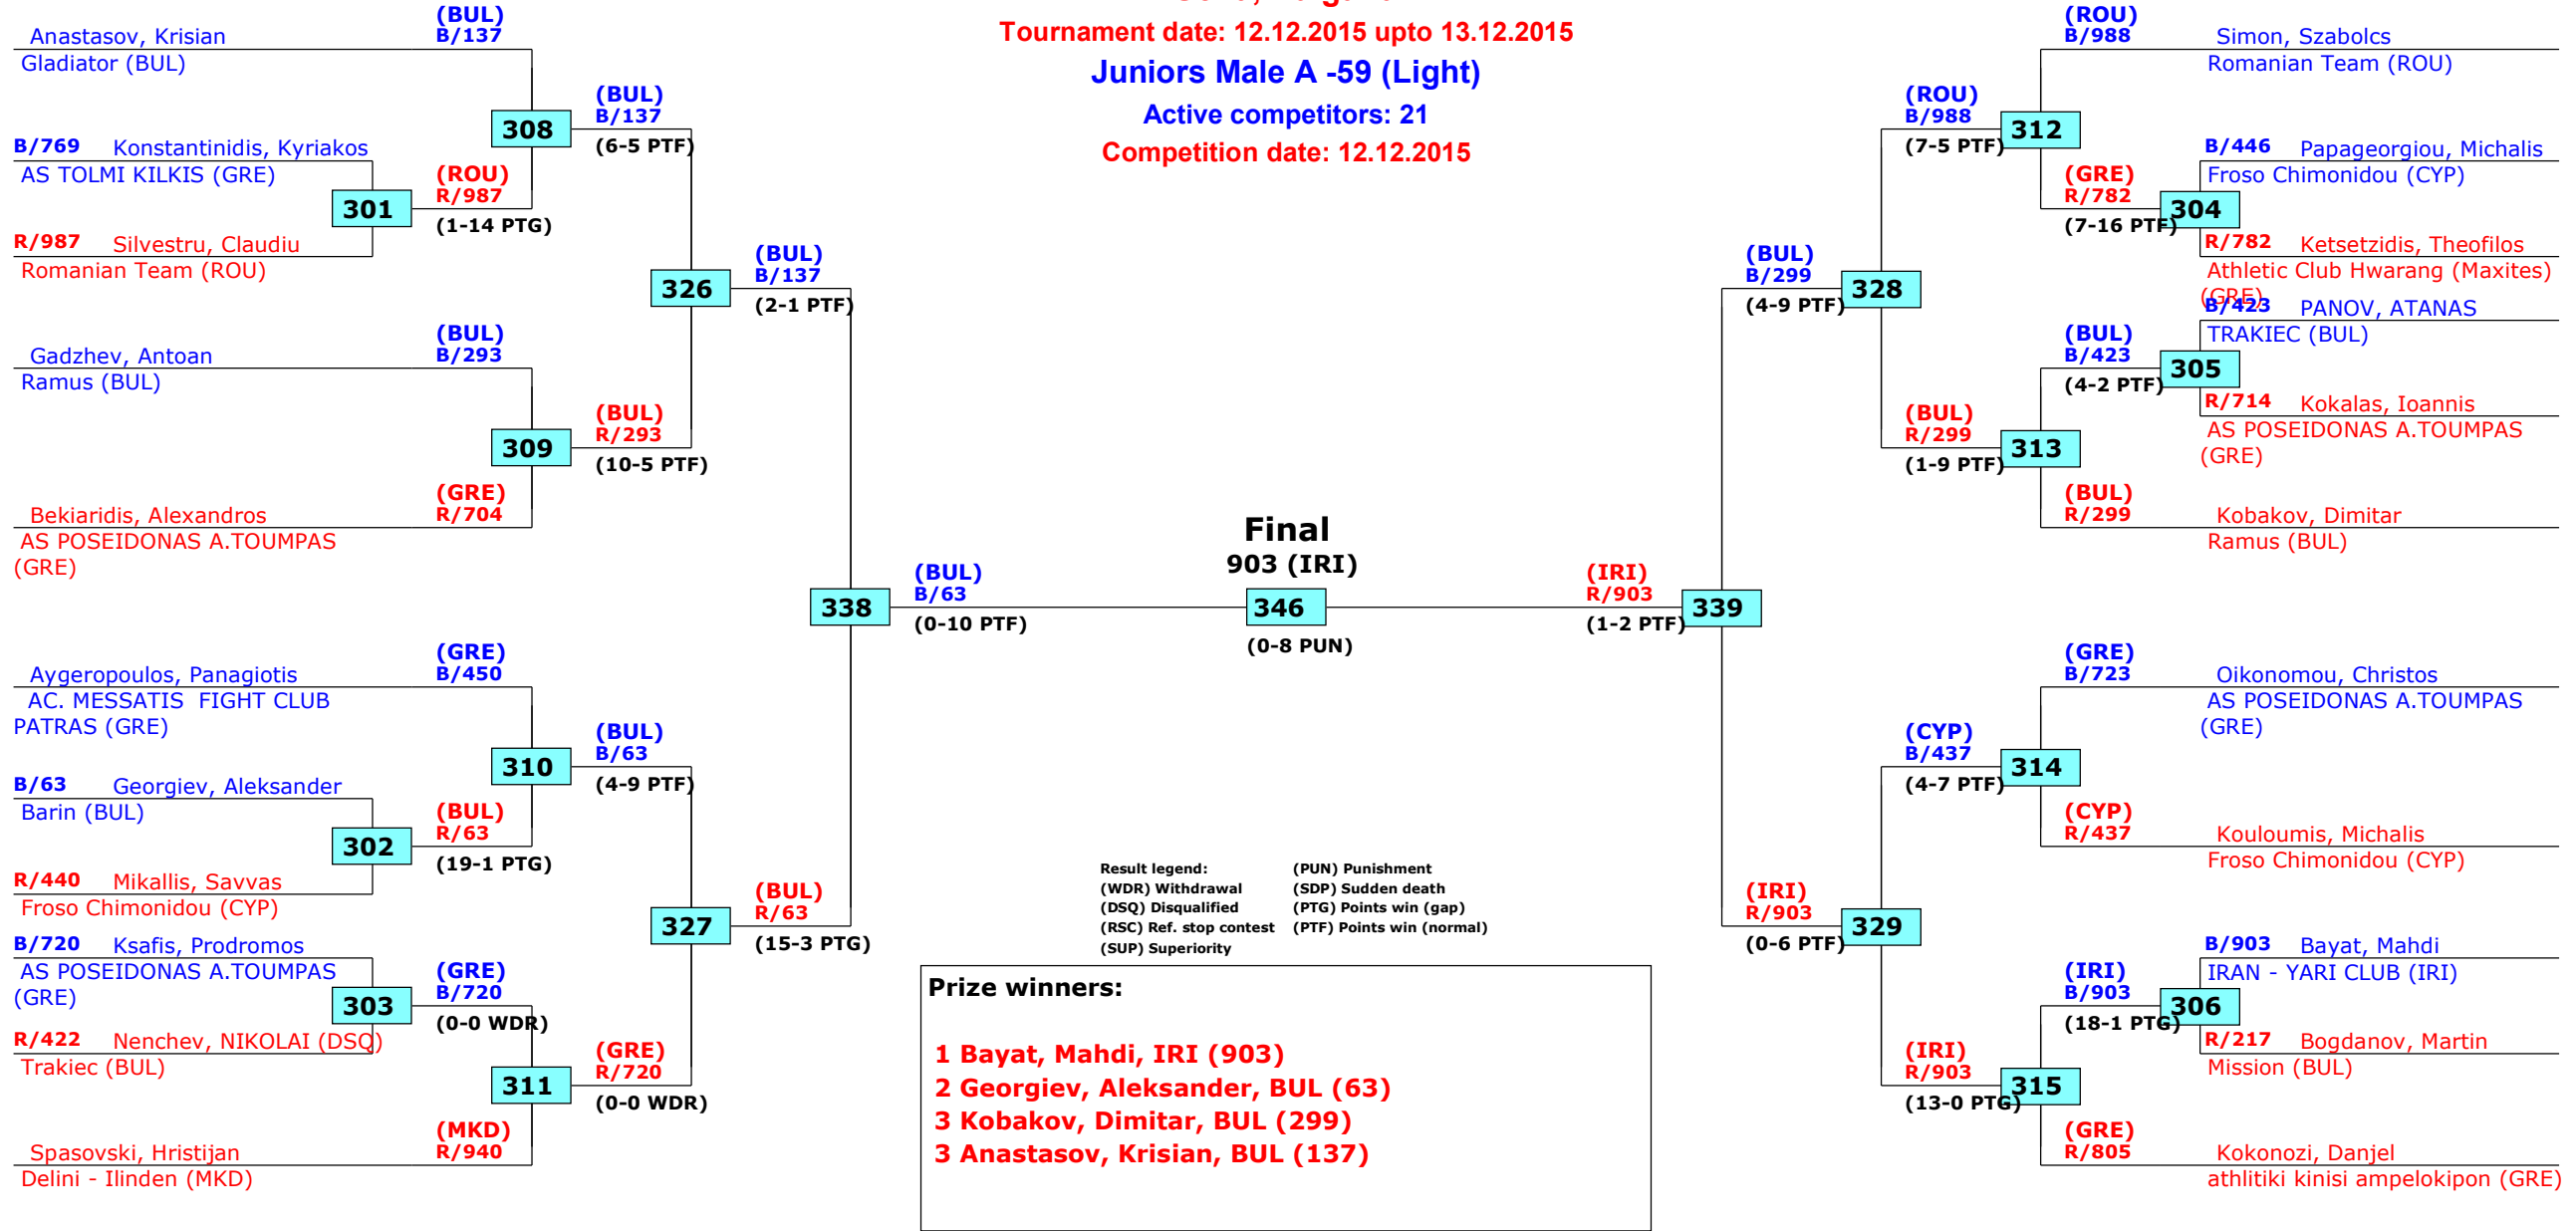 Tournament date: 12.12.2015 upto 13.12.2015
Juniors Male A -59 (Light)
Active competitors: 21
Competition date: 12.12.2015
(BUL)
B/137
Anastasov, Krisian
Gladiator (BUL)
308
(BUL)
B/137
(6-5 PTF)
B/769 Konstantinidis, Kyriakos
AS TOLMI KILKIS (GRE)
301
(ROU)
R/987
(1-14 PTG)
R/987 Silvestru, Claudiu
Romanian Team (ROU)
326
(BUL)
B/137
(2-1 PTF)
(BUL)
B/293
Gadzhev, Antoan
Ramus (BUL)
309
(BUL)
R/293
(10-5 PTF)
(GRE)
R/704
Bekiaridis, Alexandros
AS POSEIDONAS A.TOUMPAS
(GRE)
338
(BUL)
B/63
(0-10 PTF)
(GRE)
B/450
Aygeropoulos, Panagiotis
AC. MESSATIS FIGHT CLUB
PATRAS (GRE)
310
(BUL)
B/63
(4-9 PTF)
B/63 Georgiev, Aleksander
Barin (BUL)
302
(BUL)
R/63
(19-1 PTG)
R/440 Mikallis, Savvas
Froso Chimonidou (CYP)
327
(BUL)
R/63
(15-3 PTG)
B/720 Ksafis, Prodromos
AS POSEIDONAS A.TOUMPAS
(GRE)
303
(GRE)
B/720
(0-0 WDR)
R/422 Nenchev, NIKOLAI (DSQ)
Trakiec (BUL)
311
(GRE)
R/720
(0-0 WDR)
(MKD)
R/940
Spasovski, Hristijan
Delini - Ilinden (MKD)
Final
903 (IRI)
346
(0-8 PUN)
(IRI)
R/903
(1-2 PTF)
339
(ROU)
B/988
Simon, Szabolcs
Romanian Team (ROU)
(ROU)
B/988
(7-5 PTF)
312
B/446 Papageorgiou, Michalis
Froso Chimonidou (CYP)
(GRE)
R/782
(7-16 PTF)
304
R/782 Ketsetzidis, Theofilos
Athletic Club Hwarang (Maxites)
(GRE)
(BUL)
B/299
(4-9 PTF)
328
B/423 PANOV, ATANAS
TRAKIEC (BUL)
(BUL)
B/423
(4-2 PTF)
305
R/714 Kokalas, Ioannis
AS POSEIDONAS A.TOUMPAS
(GRE)
(BUL)
R/299
(1-9 PTF)
313
(BUL)
R/299
Kobakov, Dimitar
Ramus (BUL)
(GRE)
B/723
Oikonomou, Christos
AS POSEIDONAS A.TOUMPAS
(GRE)
(CYP)
B/437
(4-7 PTF)
314
(CYP)
R/437
Kouloumis, Michalis
Froso Chimonidou (CYP)
(IRI)
R/903
(0-6 PTF)
329
B/903 Bayat, Mahdi
IRAN - YARI CLUB (IRI)
(IRI)
B/903
(18-1 PTG)
306
R/217 Bogdanov, Martin
Mission (BUL)
(IRI)
R/903
(13-0 PTG)
315
(GRE)
R/805
Kokonozi, Danjel
athlitiki kinisi ampelokipon (GRE)
Result legend: (PUN) Punishment
(WDR) Withdrawal (SDP) Sudden death
(DSQ) Disqualified (PTG) Points win (gap)
(RSC) Ref. stop contest (PTF) Points win (normal)
(SUP) Superiority
Prize winners:
1 Bayat, Mahdi, IRI (903)
2 Georgiev, Aleksander, BUL (63)
3 Kobakov, Dimitar, BUL (299)
3 Anastasov, Krisian, BUL (137)